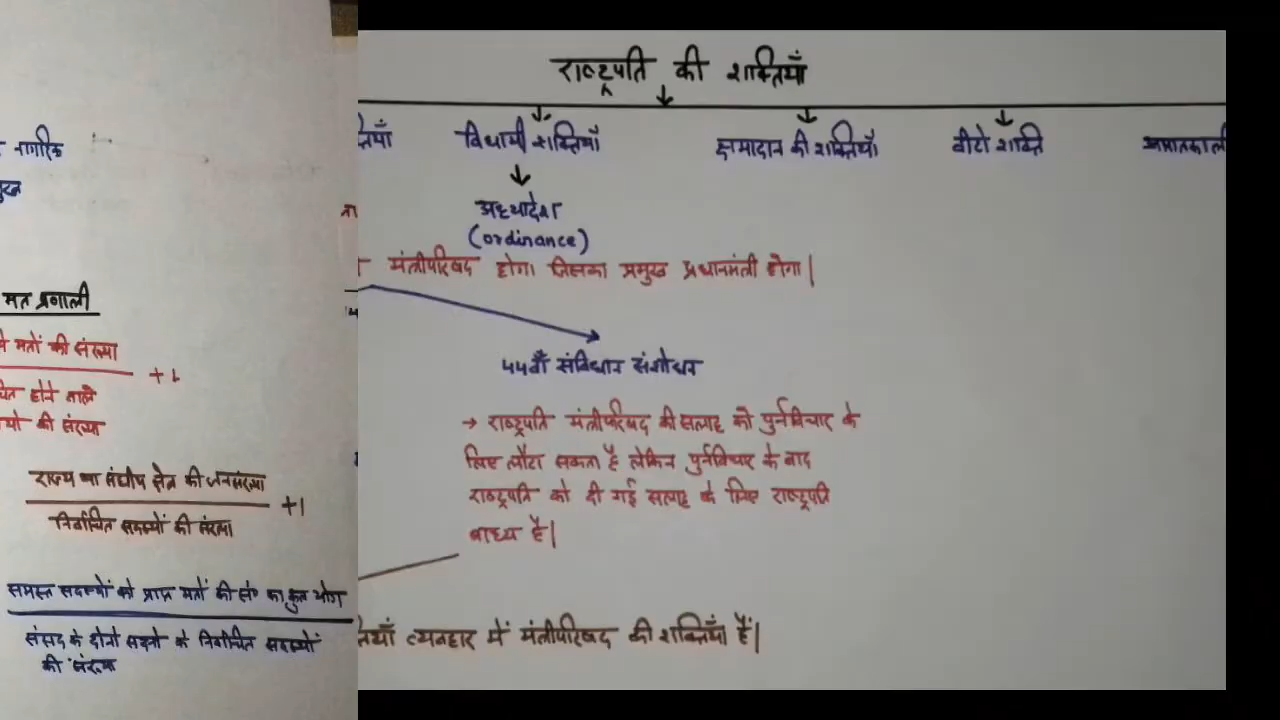 नागरिक
मत प्रणाली
मतों की संख्या
+1
होने वाले
की संख्या
राज्य या संघीय क्षेत्र की जनसंख्या
+1
निर्वाचित सदस्यों की संख्या
समस्त सदस्यों को प्राप्त मतों की सं० का कुल योग
संसद के दोनो सदनो के निर्वाचित सदस्यों
की संख्या
राष्ट्रपति की शक्तियाँ
विधायी शक्तियाँ
क्षमादान की शक्तियाँ
वीटो शक्ति
अध्यादेश
(ordinance)
मंत्रीपरिषद होगा जिसका प्रमुख प्रधानमंत्री होगा|
44वाँ संविधान संशोधन
→ राष्ट्रपति मंत्रीपरिषद की सलाह को पुर्नविचार के
लिए लौटा सकता है लेकिन पुर्नविचार के बाद
राष्ट्रपति को दी गई सलाह के लिए राष्ट्रपति
बाध्य है|
व्यवहार में मंत्रीपरिषद की शक्तियाँ हैं|